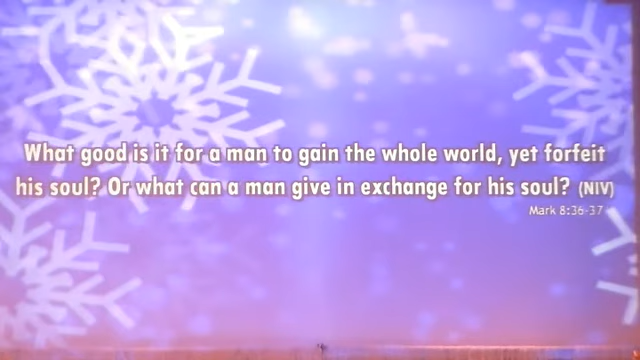 What good is it for a man to gain the whole world, yet forfeit
his soul? Or what can a man give in exchange for his soul? (NIV)
Mark 8:36-37